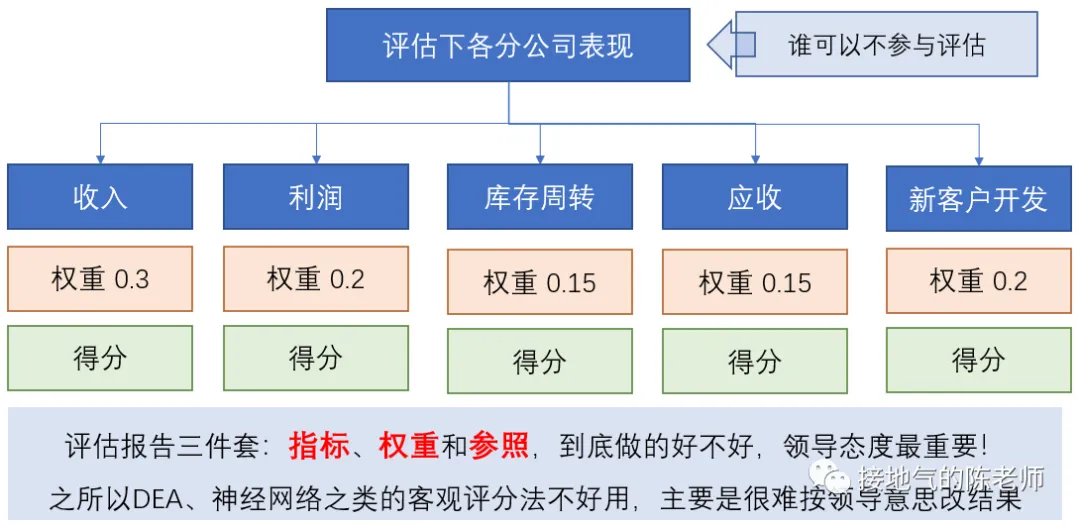 评估下各分公司表现
谁可以不参与评估
收入
利润
库存周转
应收
新客户开发
权重 0.3
权重 0.2
权重 0.15
权重 0.15
权重 0.2
得分
得分
得分
得分
得分
评估报告三件套：指标、权重和参照，到底做的好不好，领导态度最重要！
接地气的陈老师
之所以DEA、神经网络之类的客观评分法不好用，主要是很难按领导意思改结果